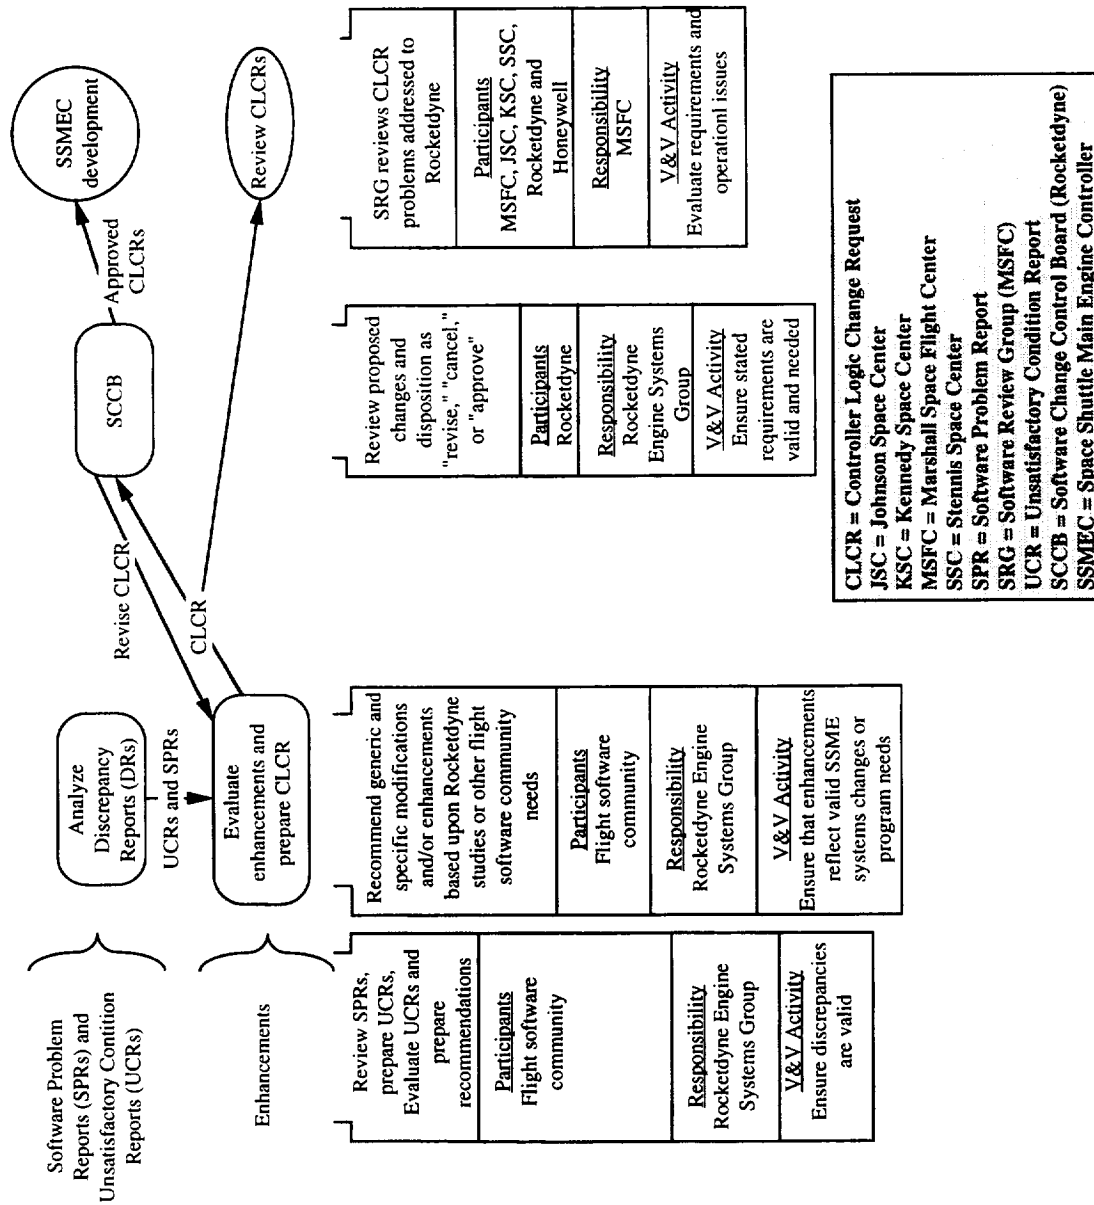 Software Problem
Reports (SPRs) and
Unsatisfactory Contition
Reports (UCRs)
Enhancements
Analyze
Discrepancy
Reports (DRs)
UCRs and SPRs
Evaluate
enhancements and
prepare CLCR
Revise CLCR
CLCR
SCCB
Approved
CLCRs
SSMEC
development
Review CLCRs
Review SPRs,
prepare UCRs,
Evaluate UCRs and
prepare
recommendations
Participants
Flight software
community
Responsibility
Rocketdyne Engine
Systems Group
V&V Activity
Ensure discrepancies
are valid
Recommend generic and
specific modifications
and/or enhancements
based upon Rocketdyne
studies or other flight
software community
needs
Participants
Flight software
community
Responsibility
Rocketdyne Engine
Systems Group
V&V Activity
Ensure that enhancements
reflect valid SSME
systems changes or
program needs
Review proposed
changes and
disposition as
"revise," "cancel,"
or "approve"
Participants
Rocketdyne
Responsibility
Rocketdyne
Engine Systems
Group
V&V Activity
Ensure stated
requirements are
valid and needed
SRG reviews CLCR
problems addressed to
Rocketdyne
Participants
MSFC, JSC, KSC, SSC,
Rocketdyne and
Honeywell
Responsibility
MSFC
V&V Activity
Evaluate requirements and
operationl issues
CLCR = Controller Logic Change Request
JSC = Johnson Space Center
KSC = Kennedy Space Center
MSFC = Marshall Space Flight Center
SSC = Stennis Space Center
SPR = Software Problem Report
SRG = Software Review Group (MSFC)
UCR = Unsatisfactory Condition Report
SCCB = Software Change Control Board (Rocketdyne)
SSMEC = Space Shuttle Main Engine Controller